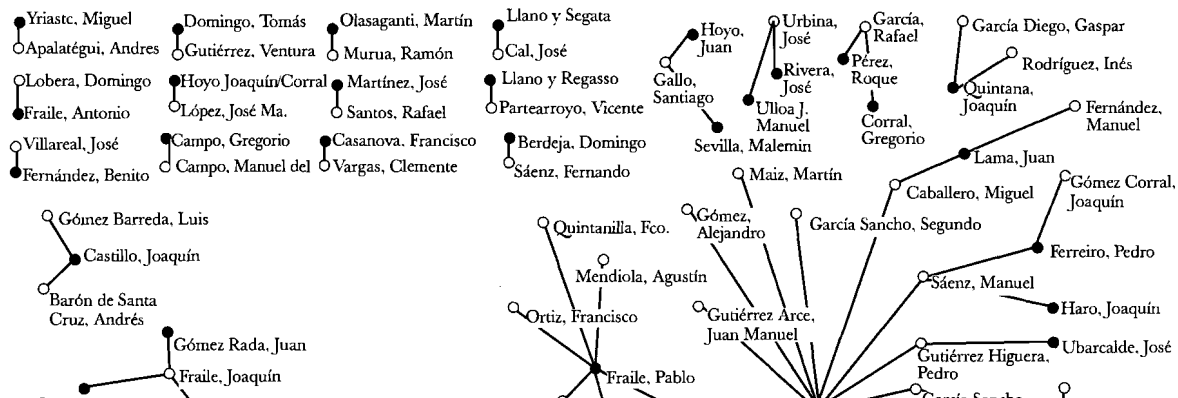 Yriaste, Miguel
Apalatégui, Andres
Domingo, Tomás
Gutiérrez, Ventura
Olasaganti, Martín
Murua, Ramón
Llano y Segata
Cal, José
Hoyo,
Juan
Gallo,
Santiago
Sevilla, Malemin
Urbina,
José
Rivera,
José
Ulloa J.
Manuel
García,
Rafael
Pérez,
Roque
Corral,
Gregorio
García Diego, Gaspar
Rodríguez, Inés
Quintana,
Joaquín
Lobera, Domingo
Fraile, Antonio
Hoyo Joaquín/Corral
López, José Ma.
Martínez, José
Santos, Rafael
Llano y Regasso
Partearroyo, Vicente
Fernández,
Manuel
Lama, Juan
Caballero, Miguel
Villareal, José
Fernández, Benito
Campo, Gregorio
Campo, Manuel del
Casanova, Francisco
Vargas, Clemente
Berdeja, Domingo
Sáenz, Fernando
Maiz, Martín
Gómez Corral,
Joaquín
Gómez Barreda, Luis
Castillo, Joaquín
Barón de Santa
Cruz, Andrés
Quintanilla, Fco.
Mendiola, Agustín
Ortiz, Francisco
Gómez,
Alejandro
García Sancho, Segundo
Ferreiro, Pedro
Sáenz, Manuel
Haro, Joaquín
Gutiérrez Arce,
Juan Manuel
Gutiérrez Higuera,
Pedro
Ubarcalde, José
Gómez Rada, Juan
Fraile, Joaquín
Fraile, Pablo
García Sancho